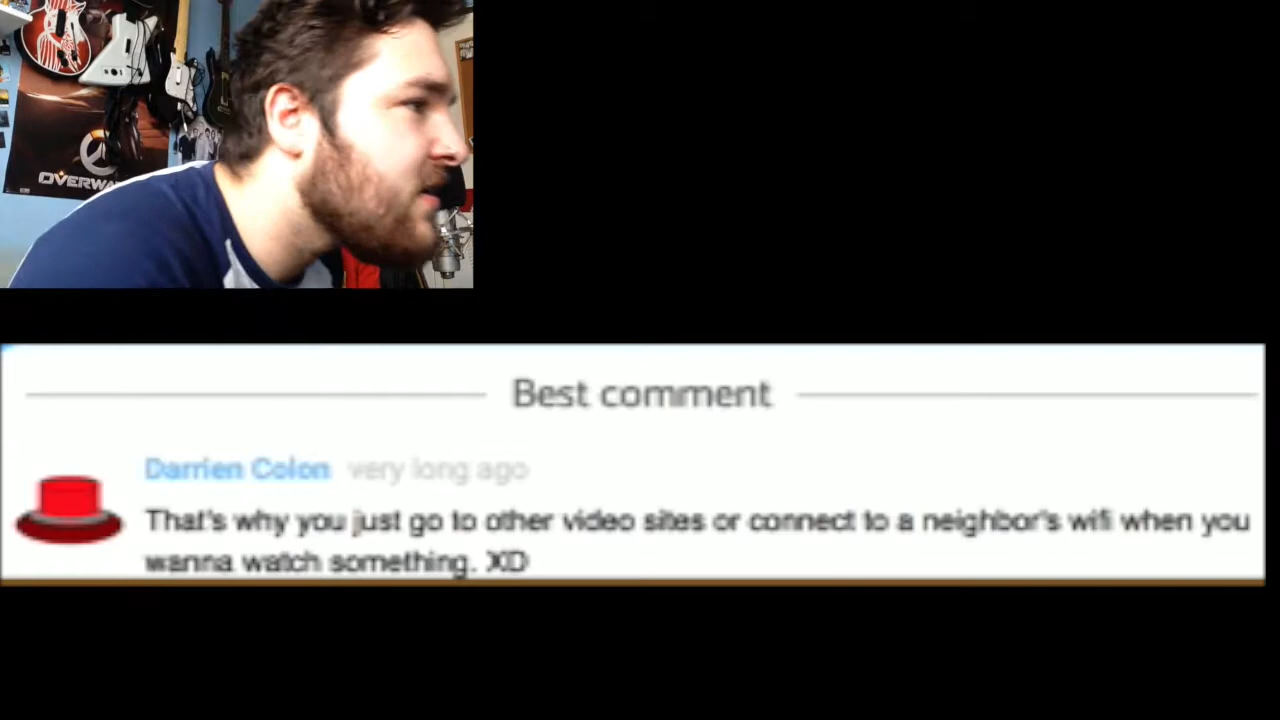 OVERWA
Best comment
Darrien Colon very long ago
That's why you just go to other video sites or connect to a neighbor's wifi when you
wanna watch something. XD